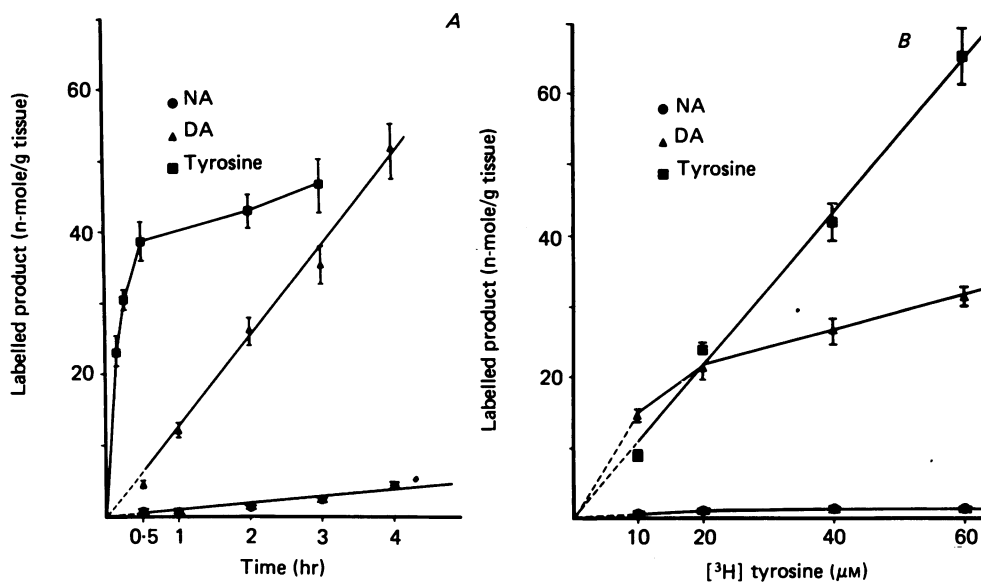 A
Labelled product (n-mole/g tissue)
60
40
20
NA
DA
Tyrosine
0·5 1 2 3 4
Time (hr)
B
Labelled product (n-mole/g tissue)
60
40
20
NA
DA
Tyrosine
10 20 40 60
[³H] tyrosine (μM)